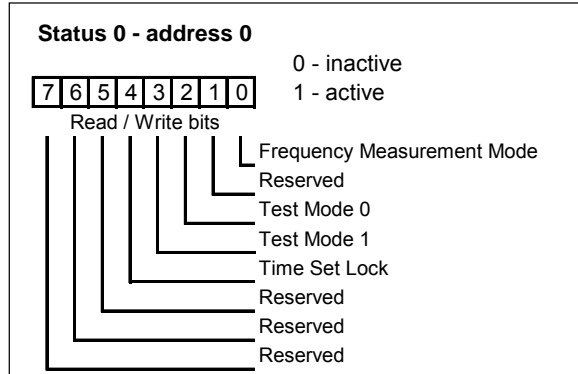 Status 0 - address 0
0 - inactive
1 - active
7 6 5 4 3 2 1 0
Read / Write bits
Frequency Measurement Mode
Reserved
Test Mode 0
Test Mode 1
Time Set Lock
Reserved
Reserved
Reserved